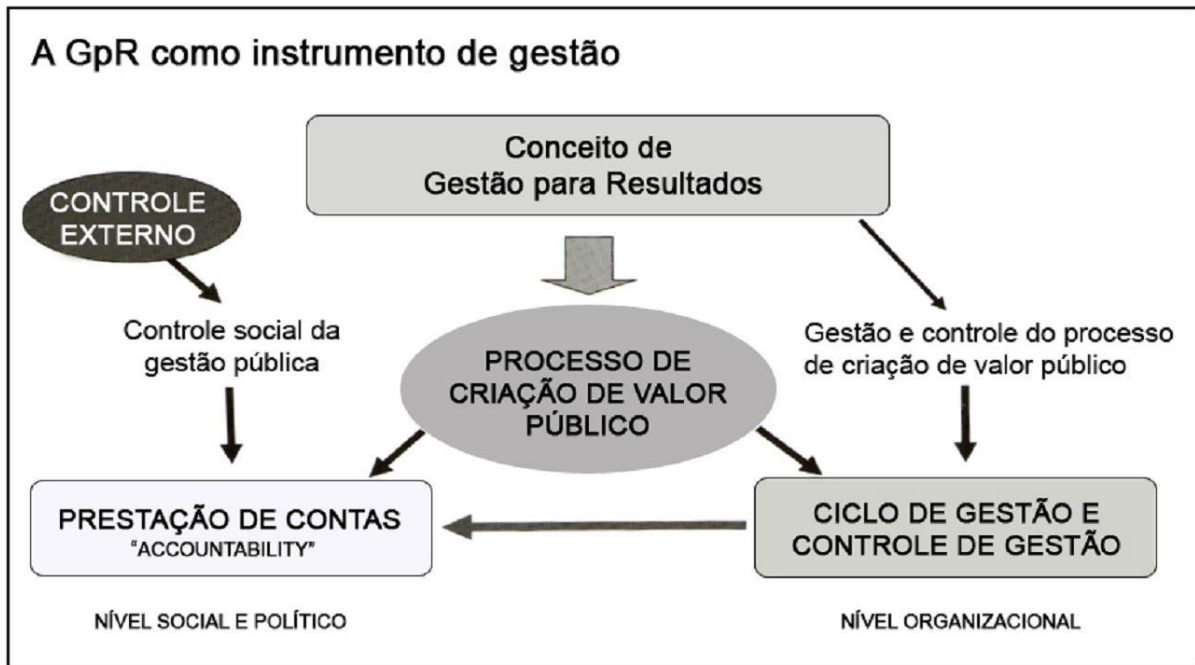 A GpR como instrumento de gestão
Conceito de
Gestão para Resultados
CONTROLE
EXTERNO
Controle social da
gestão pública
PROCESSO DE
CRIAÇÃO DE VALOR
PÚBLICO
Gestão e controle do processo
de criação de valor público
PRESTAÇÃO DE CONTAS
“ACCOUNTABILITY”
CICLO DE GESTÃO E
CONTROLE DE GESTÃO
NÍVEL SOCIAL E POLÍTICO
NÍVEL ORGANIZACIONAL